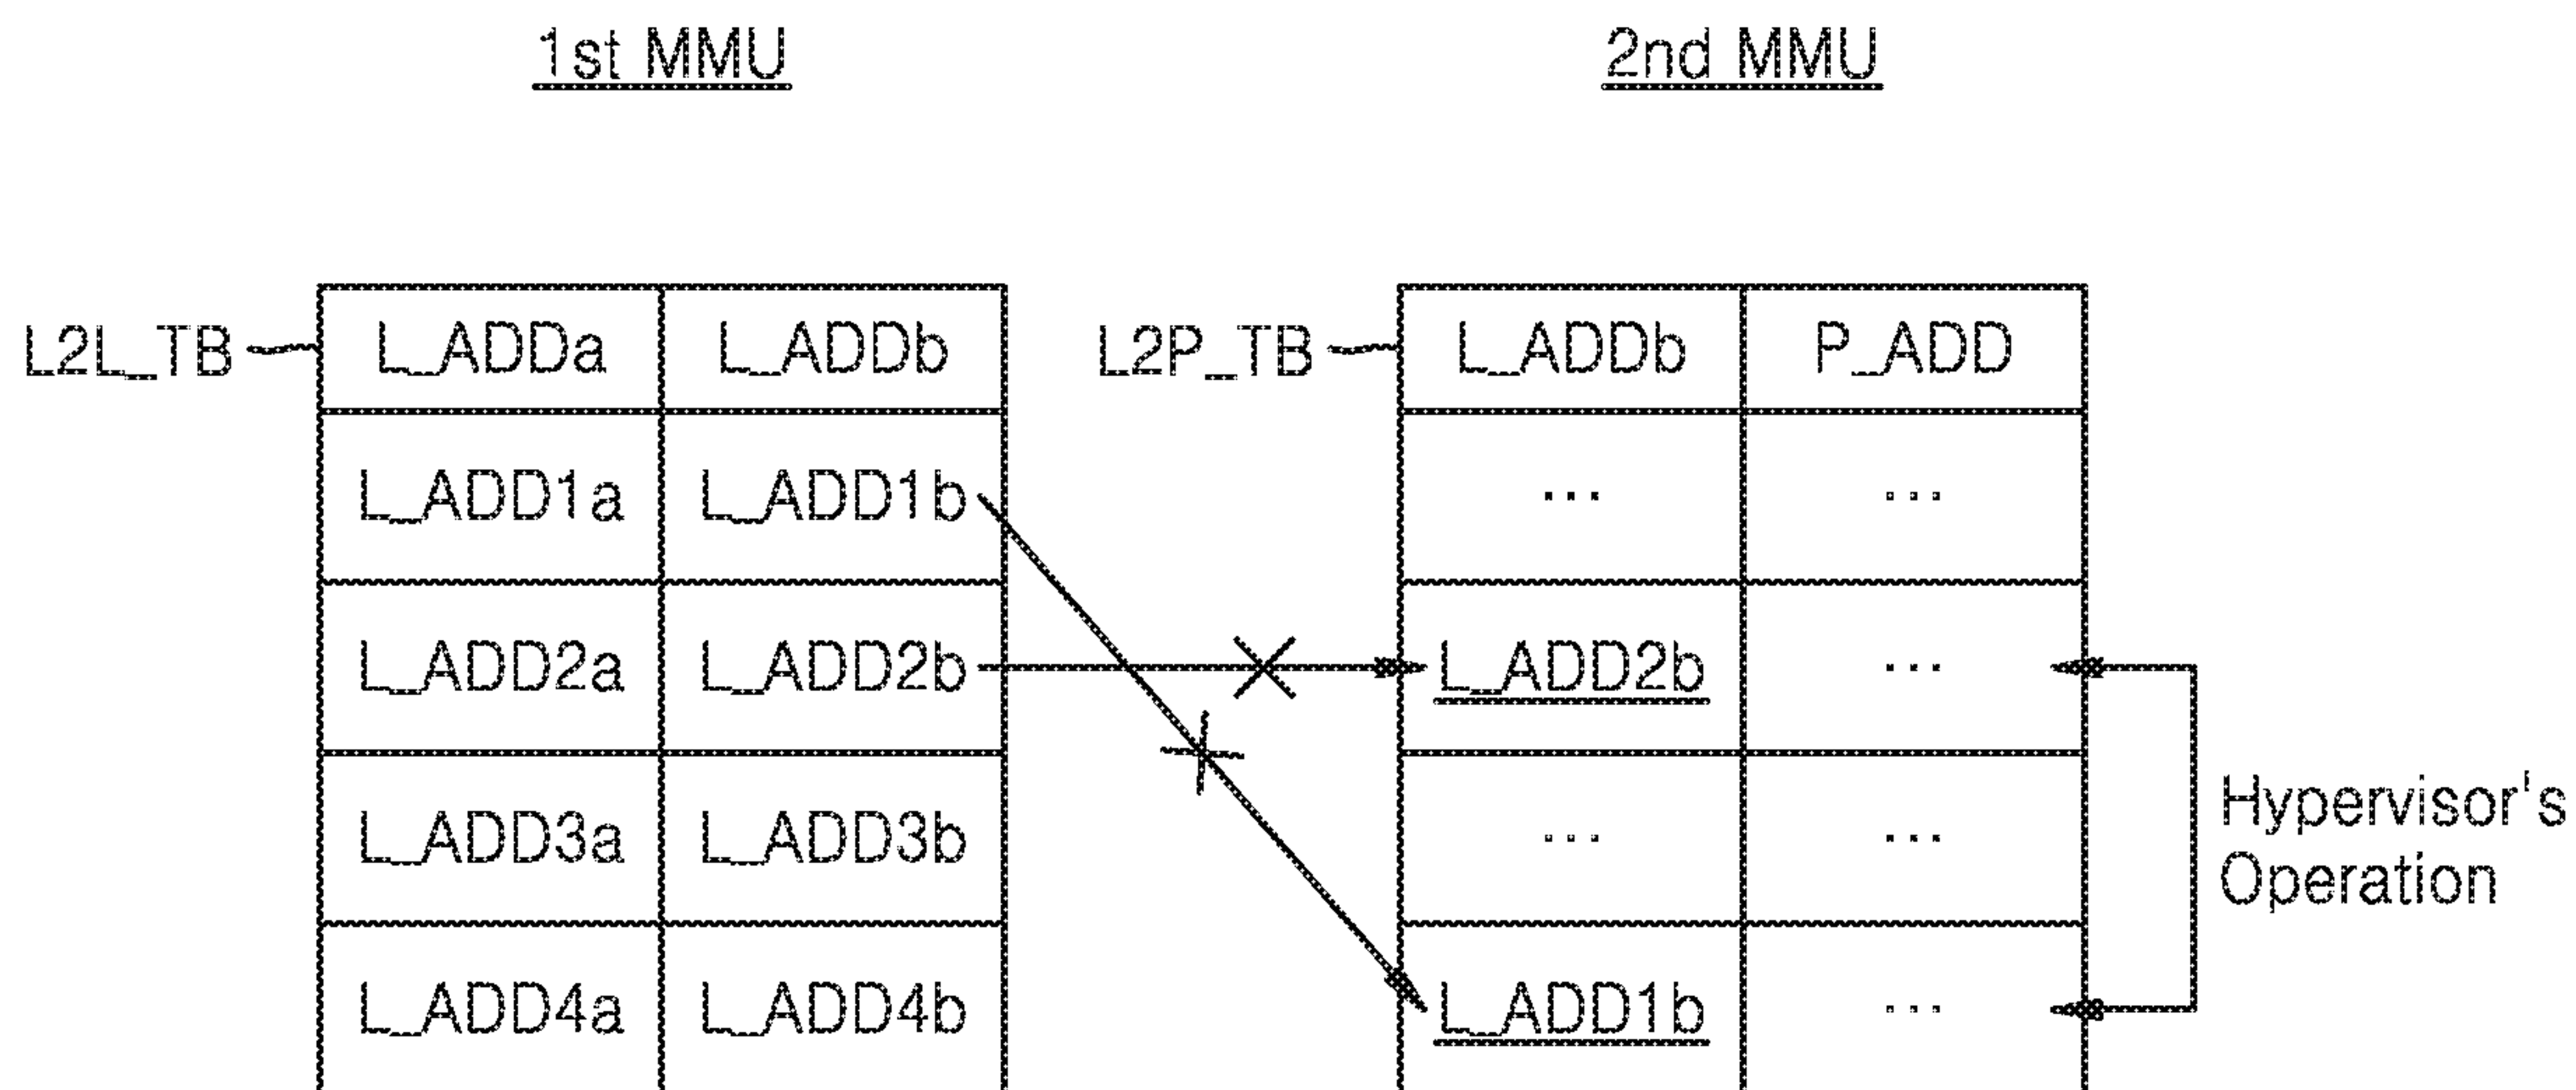 1st MMU
2nd MMU
L2L_TB
L_ADDa L_ADDb
L_ADD1a L_ADD1b
L_ADD2a L_ADD2b
L_ADD3a L_ADD3b
L_ADD4a L_ADD4b
L2P_TB
L_ADDb P_ADD
... ...
L_ADD2b ...
... ...
L_ADD1b ...
Hypervisor's
Operation